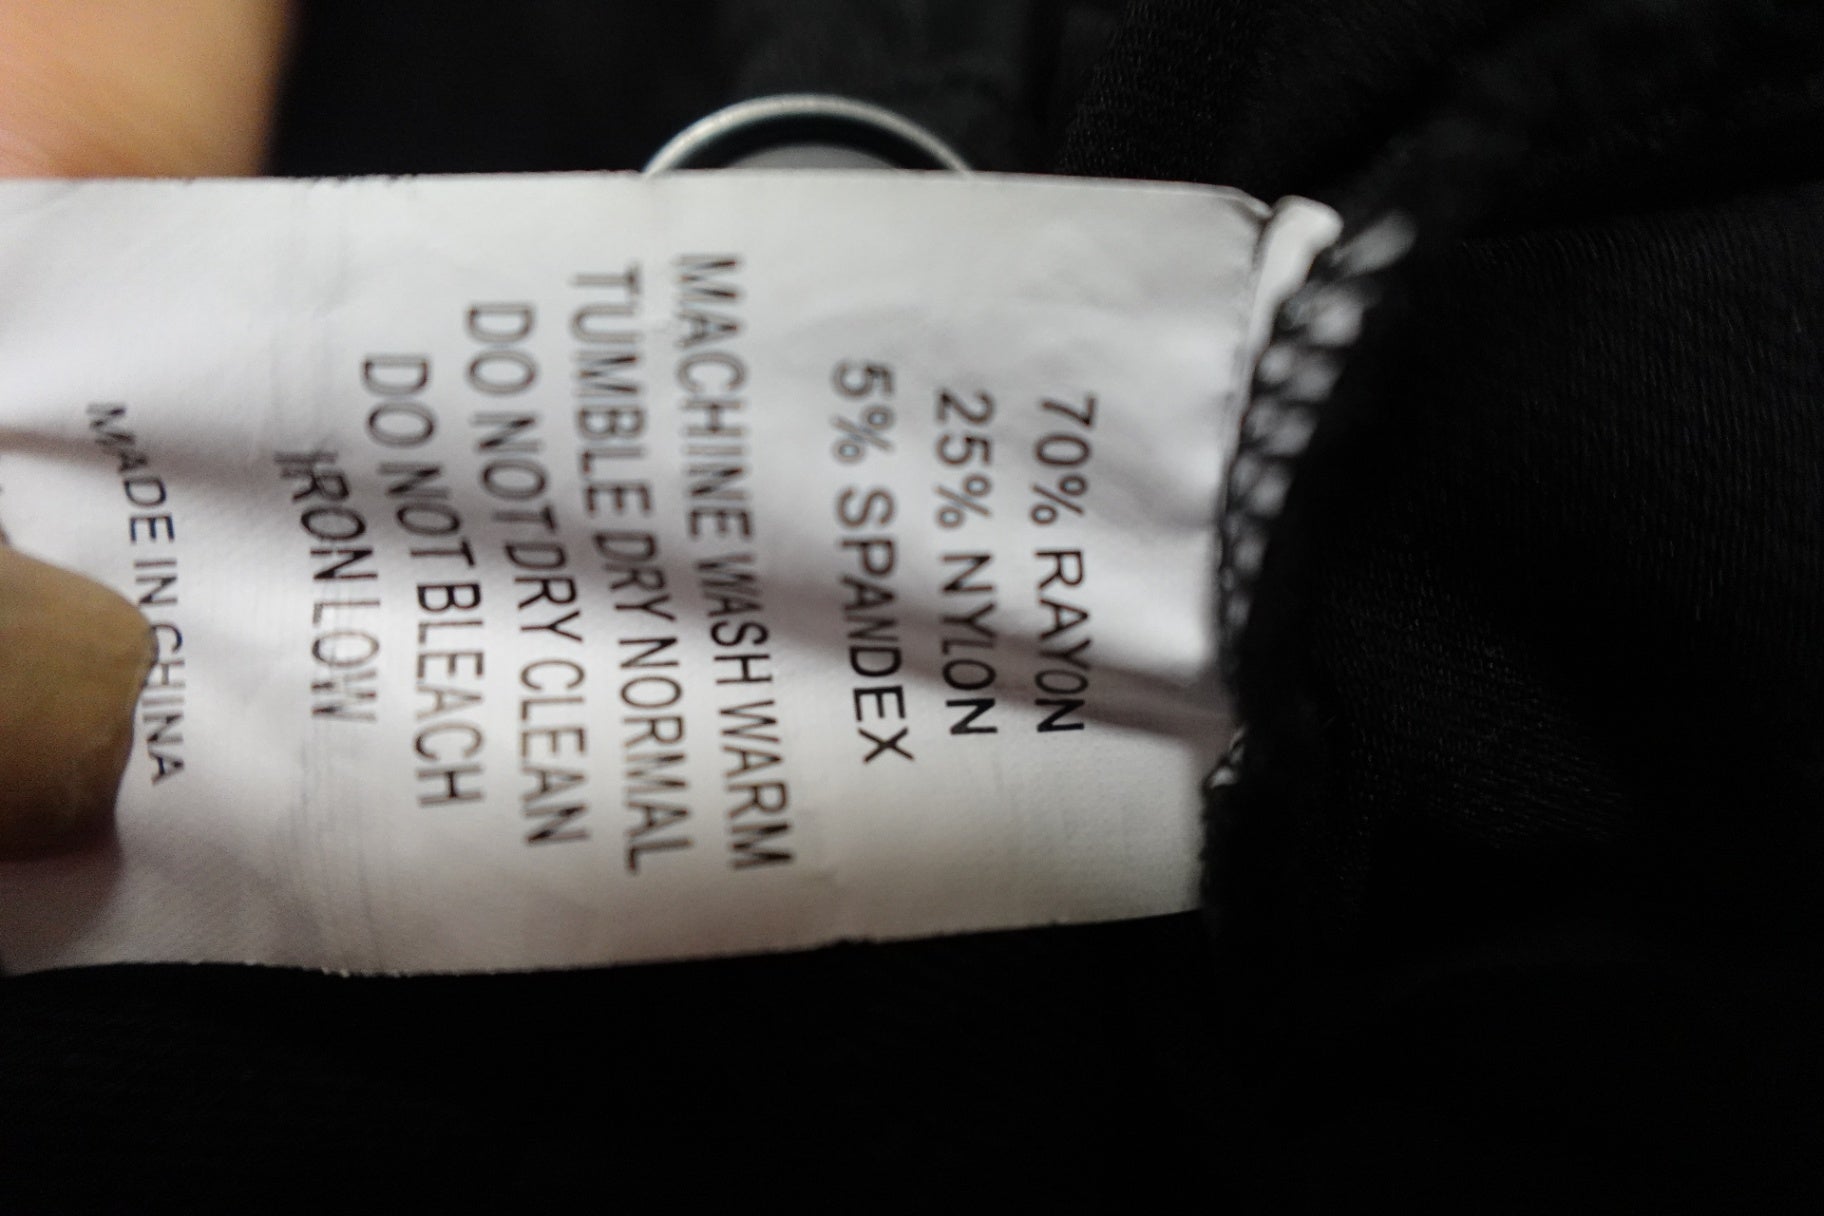 70% RAYON
25% NYLON
5% SPANDEX
MACHINE WASH WARM
TUMBLE DRY NORMAL
DO NOT DRY CLEAN
DO NOT BLEACH
IRON LOW
MADE IN CHINA